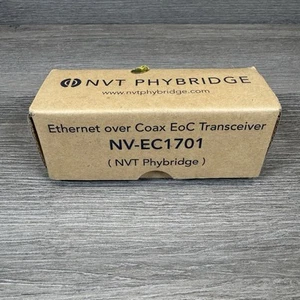 NVT PHYBRIDGE
www.nvtphybridge.com
Ethernet over Coax EoC Transceiver
NV-EC1701
( NVT Phybridge )